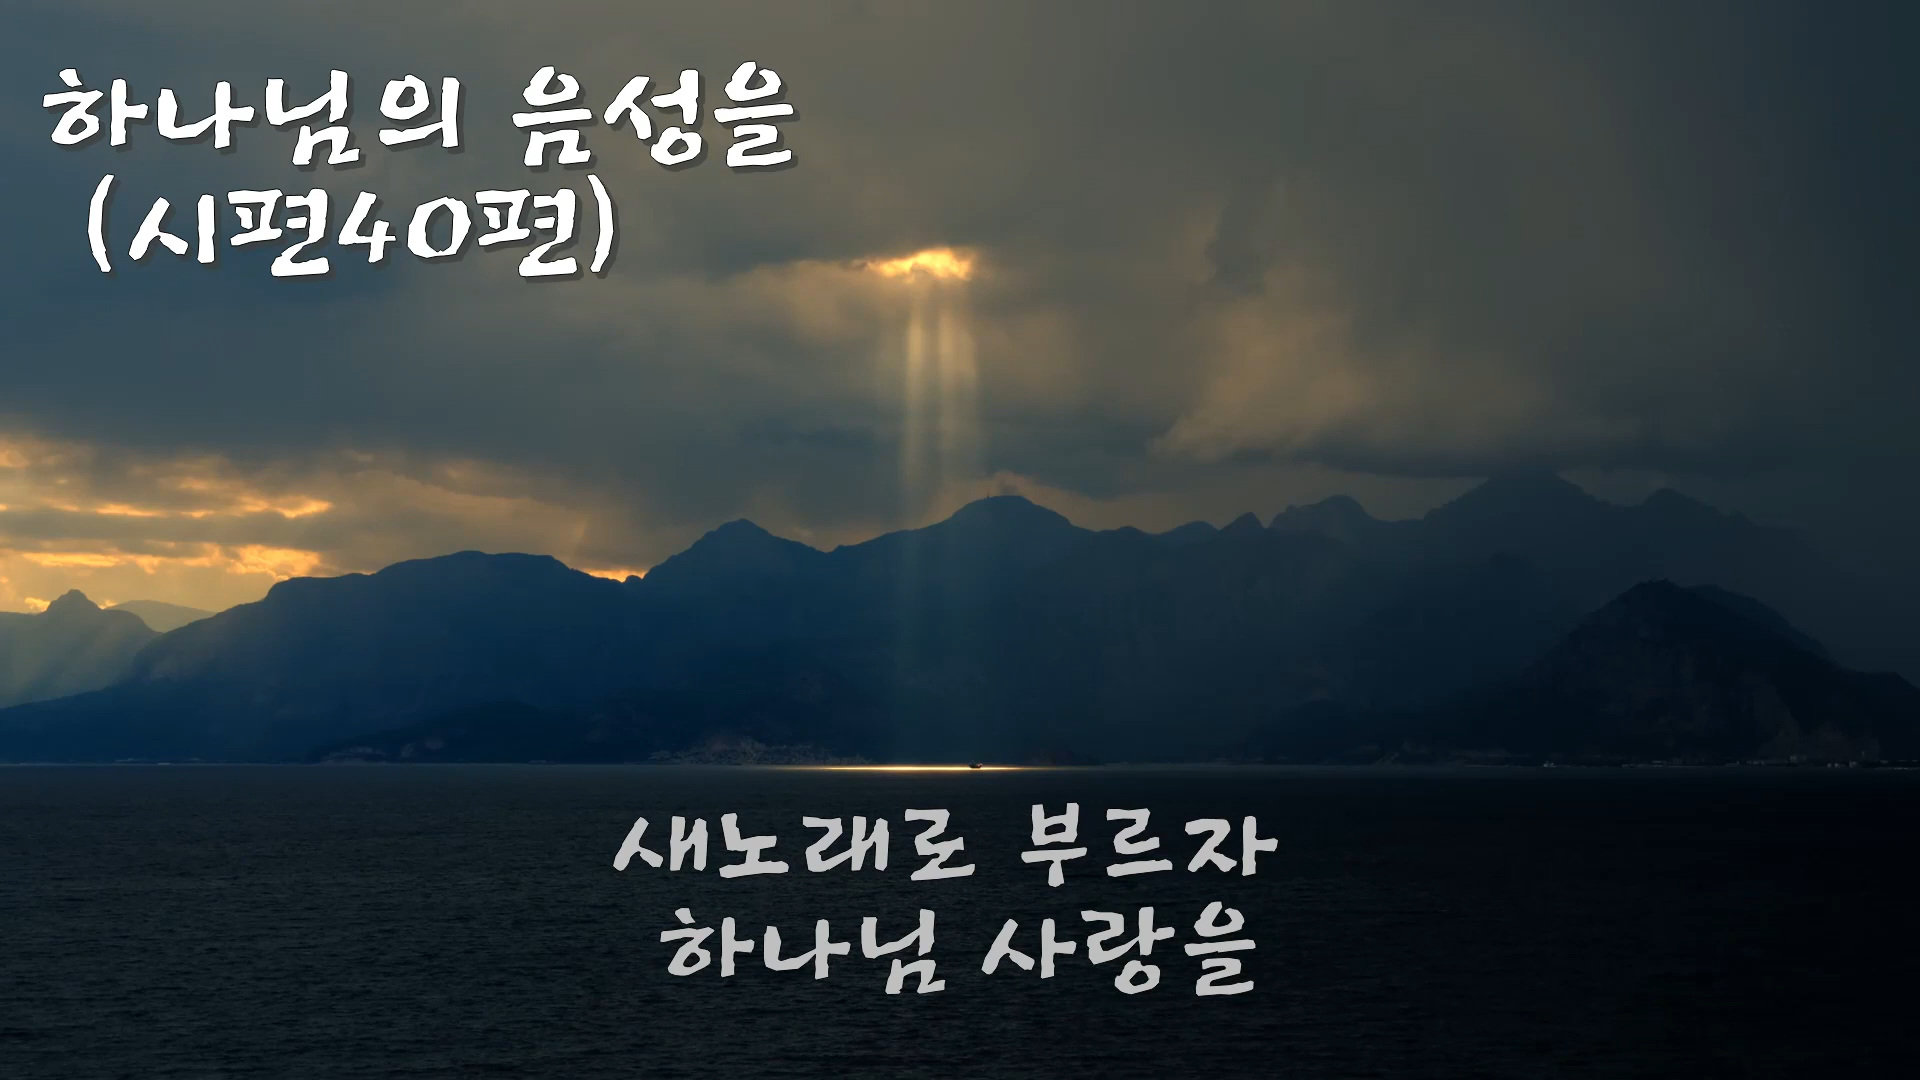 하나님의 음성을
(시편40편)
새노래로 부르자
하나님 사랑을